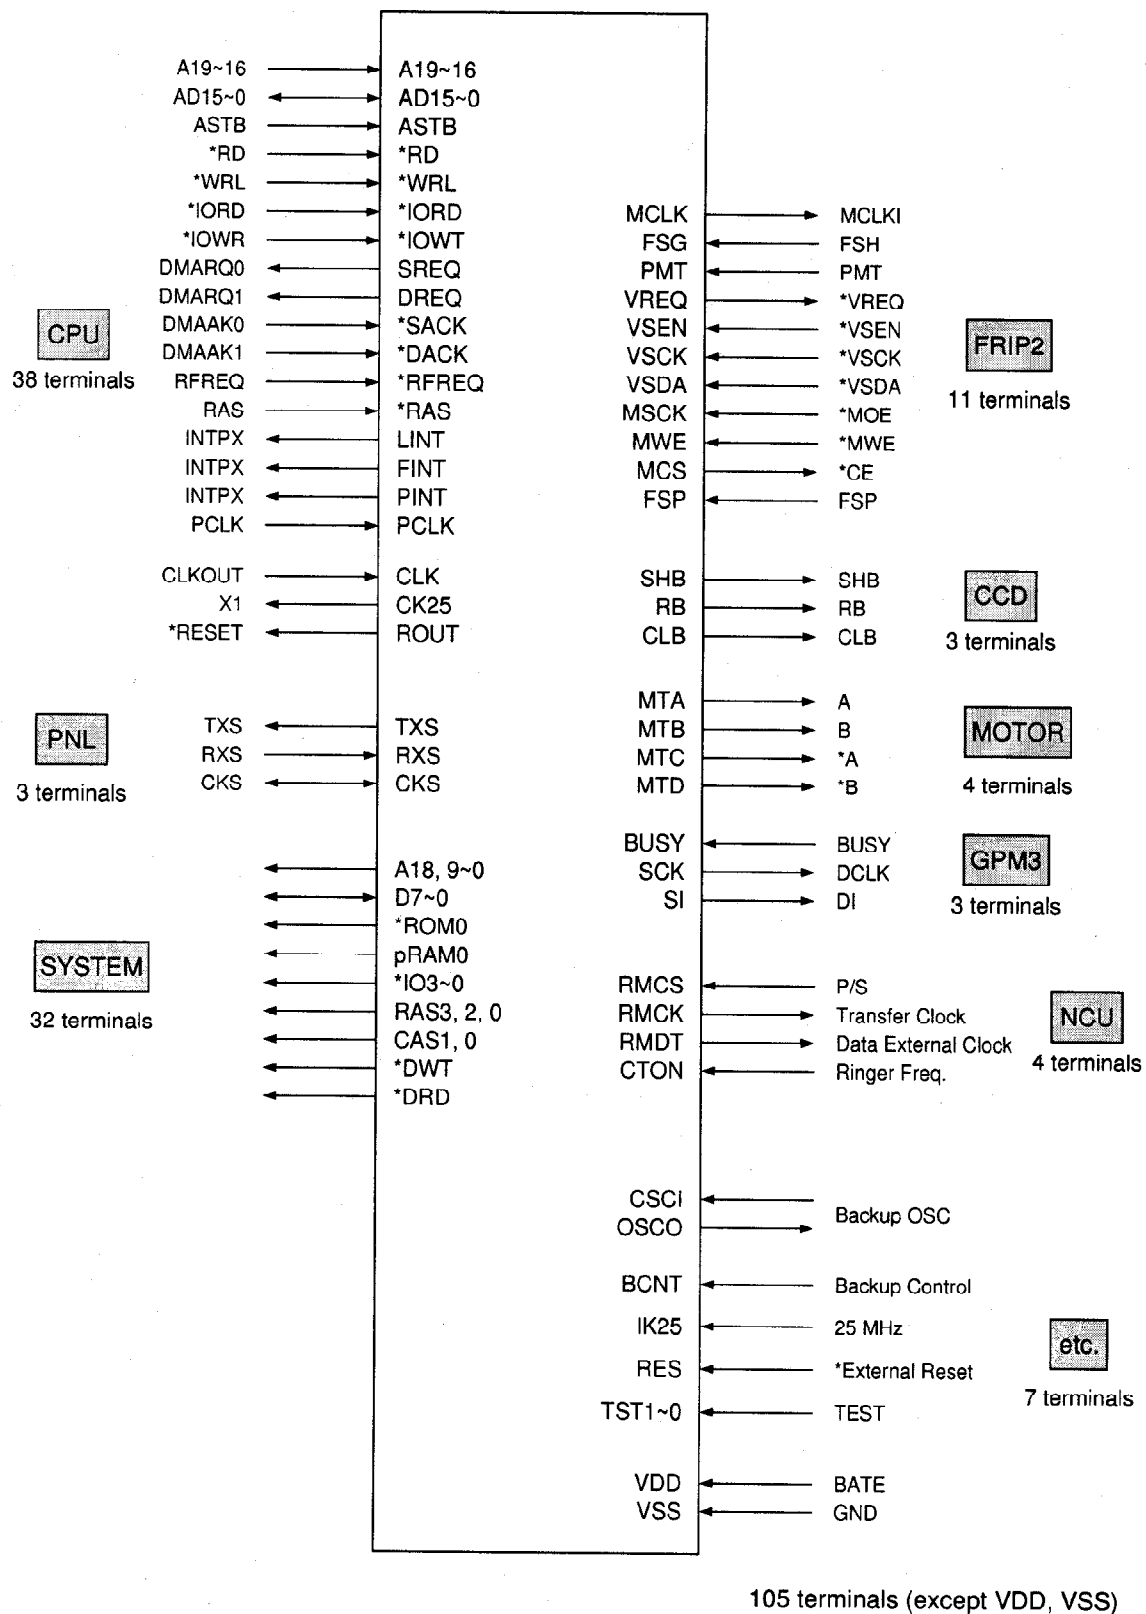 A19~16 A19~16
AD15~0 AD15~0
ASTB ASTB
*RD *RD
*WRL *WRL
*IORD *IORD
*IOWR *IOWT
DMARQ0 SREQ
DMARQ1 DREQ
DMAAK0 *SACK
DMAAK1 *DACK
RFREQ *RFREQ
RAS *RAS
INTPX LINT
INTPX FINT
INTPX PINT
PCLK PCLK
CLKOUT CLK
X1 CK25
*RESET ROUT
CPU
38 terminals
TXS TXS
RXS RXS
CKS CKS
PNL
3 terminals
A18, 9~0
D7~0
*ROM0
pRAM0
*IO3~0
RAS3, 2, 0
CAS1, 0
*DWT
*DRD
SYSTEM
32 terminals
MCLK MCLKI
FSG FSH
PMT PMT
VREQ *VREQ
VSEN *VSEN
VSCK *VSCK
VSDA *VSDA
MSCK *MOE
MWE *MWE
MCS *CE
FSP FSP
FRIP2
11 terminals
SHB SHB
RB RB
CLB CLB
CCD
3 terminals
MTA A
MTB B
MTC *A
MTD *B
MOTOR
4 terminals
BUSY BUSY
SCK DCLK
SI DI
GPM3
3 terminals
RMCS P/S
RMCK Transfer Clock
RMDT Data External Clock
CTON Ringer Freq.
NCU
4 terminals
CSCI
OSCO
Backup OSC
BCNT Backup Control
IK25 25 MHz
RES *External Reset
TST1~0 TEST
etc.
7 terminals
VDD BATE
VSS GND
105 terminals (except VDD, VSS)